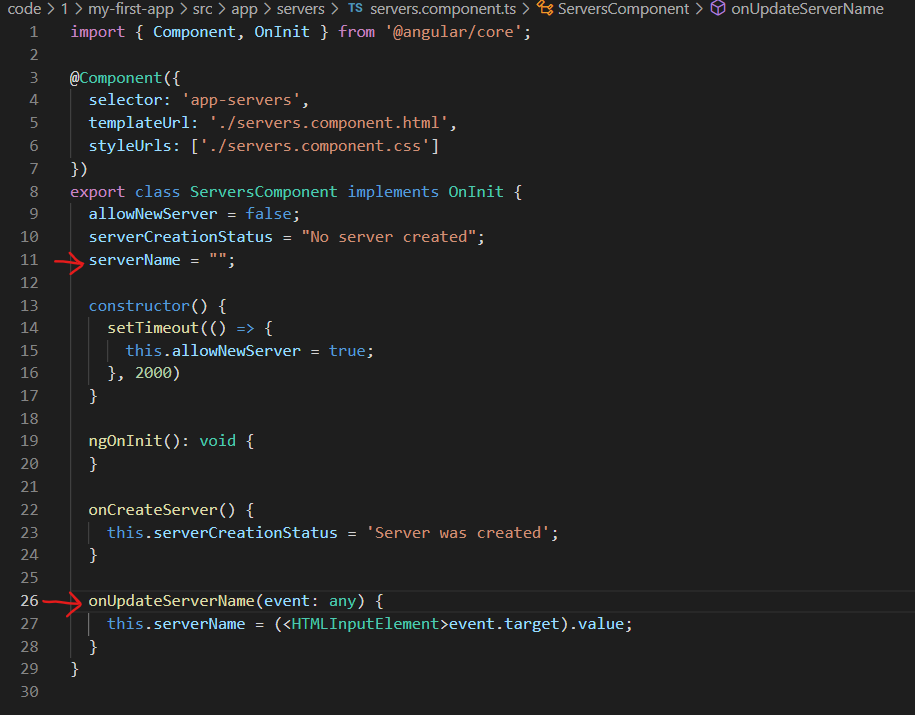 code > 1 > my-first-app > src > app > servers > TS servers.component.ts > ServersComponent > onUpdateServerName
1 import { Component, OnInit } from '@angular/core';
2
3 @Component({
4   selector: 'app-servers',
5   templateUrl: './servers.component.html',
6   styleUrls: ['./servers.component.css']
7 })
8 export class ServersComponent implements OnInit {
9   allowNewServer = false;
10   serverCreationStatus = "No server created";
11   serverName = "";
12
13   constructor() {
14     setTimeout(() => {
15       this.allowNewServer = true;
16     }, 2000)
17   }
18
19   ngOnInit(): void {
20   }
21
22   onCreateServer() {
23     this.serverCreationStatus = 'Server was created';
24   }
25
26   onUpdateServerName(event: any) {
27     this.serverName = (<HTMLInputElement>event.target).value;
28   }
29 }
30